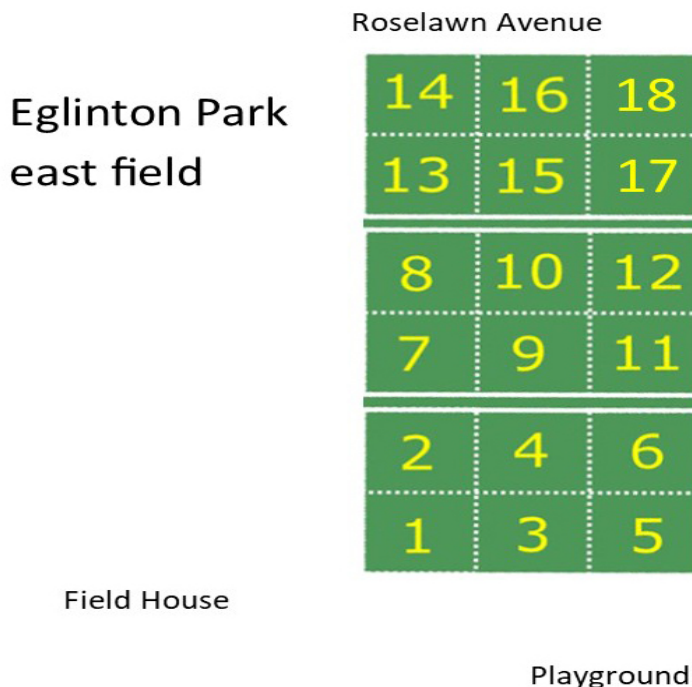 Roselawn Avenue
Eglinton Park
east field
14 16 18
13 15 17
8 10 12
7 9 11
2 4 6
1 3 5
Field House
Playground